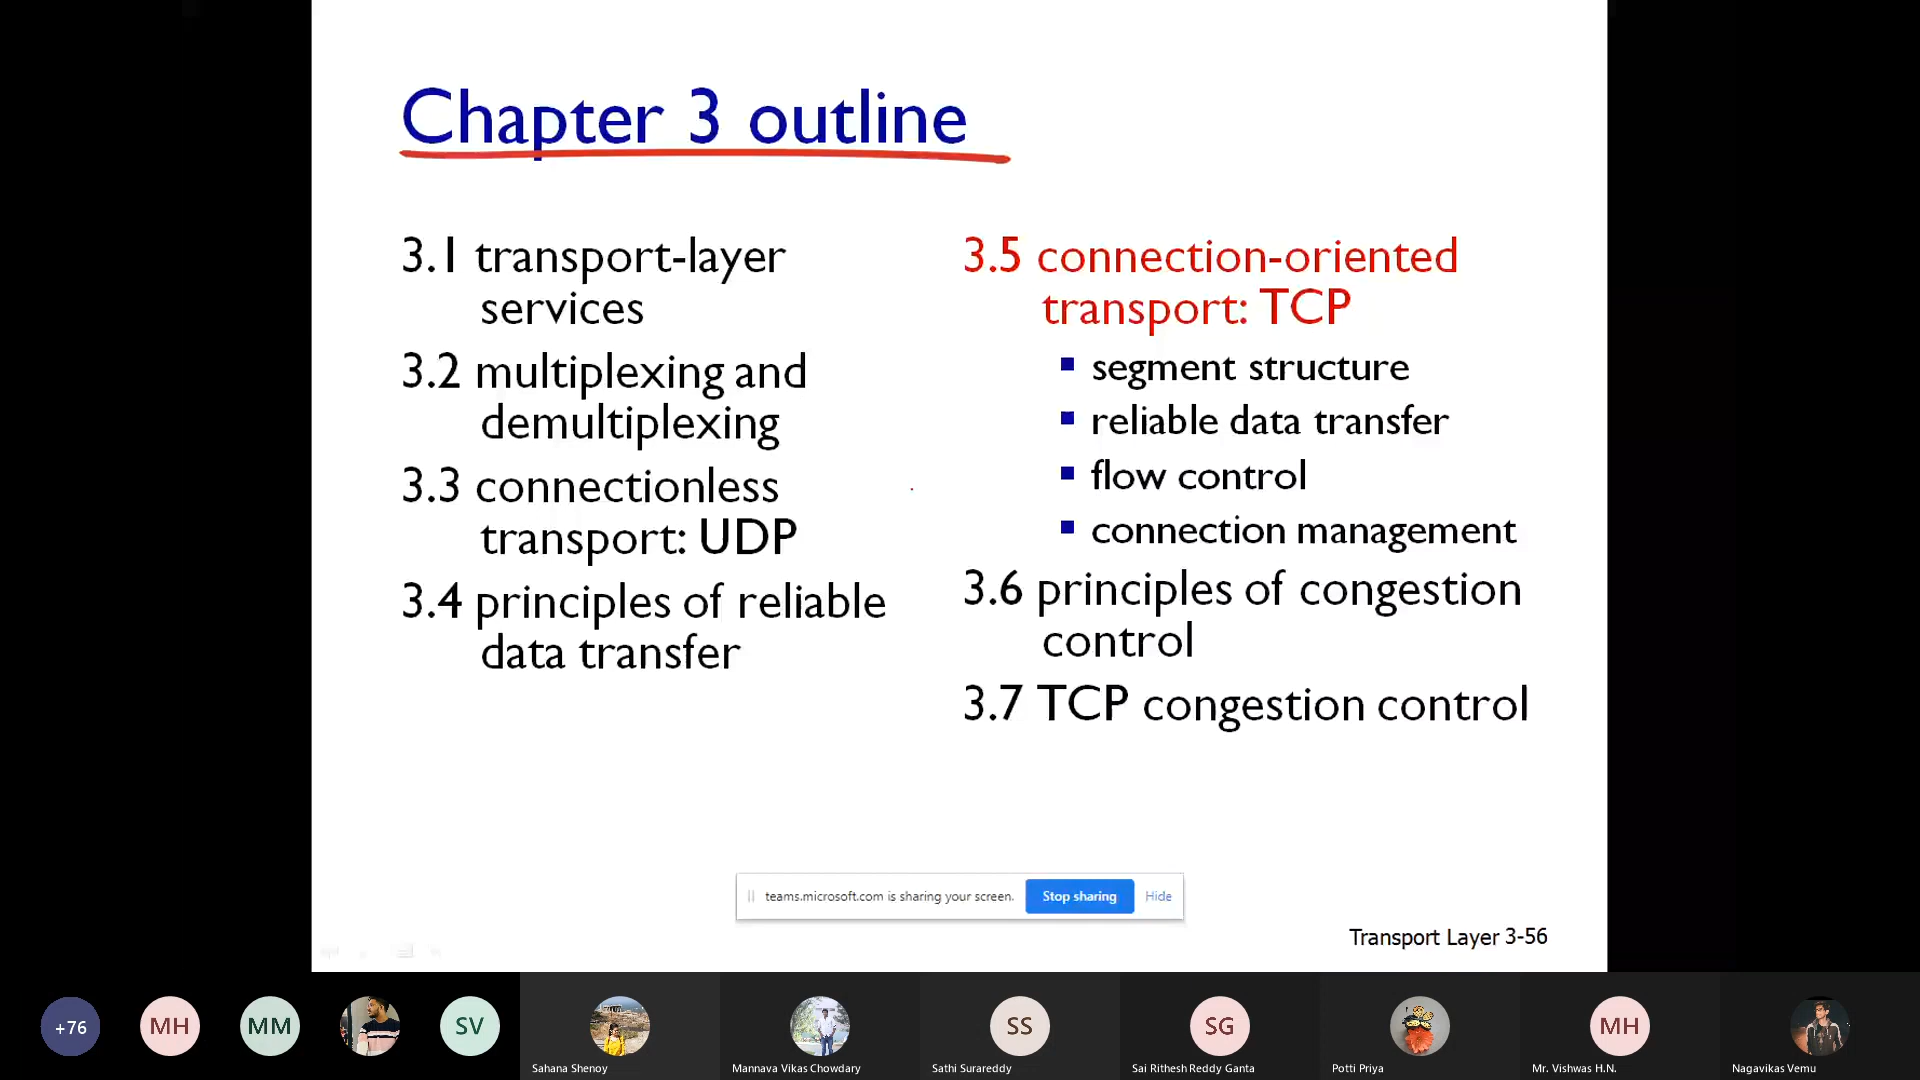 Chapter 3 outline
3.1 transport-layer
services
3.2 multiplexing and
demultiplexing
3.3 connectionless
transport: UDP
3.4 principles of reliable
data transfer
3.5 connection-oriented
transport: TCP
segment structure
reliable data transfer
flow control
connection management
3.6 principles of congestion
control
3.7 TCP congestion control
teams.microsoft.com is sharing your screen. Stop sharing Hide
Transport Layer 3-56
+76 MH MM SV SS SG MH
Sahana Shenoy Mannava Vikas Chowdary Sathi Surareddy Sai Rithesh Reddy Ganta Potti Priya Mr. Vishwas H.N. Nagavikas Vemu